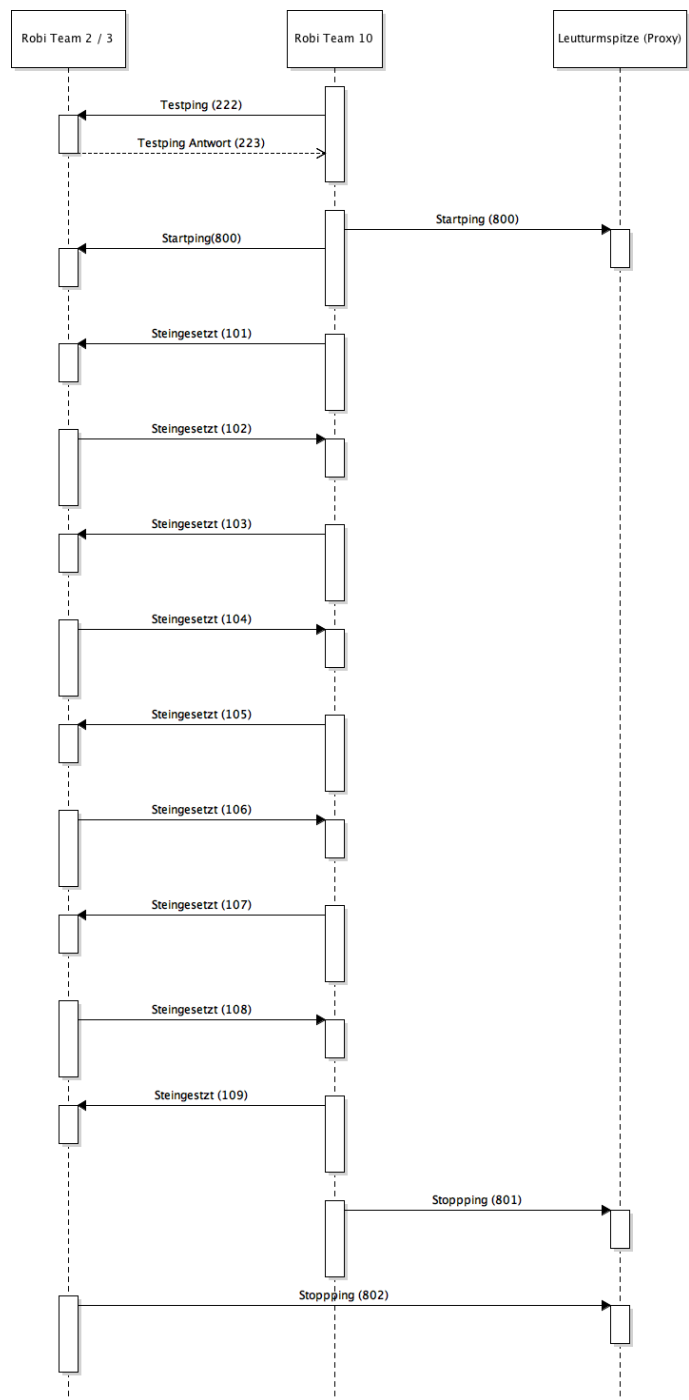 Robi Team 2 / 3
Robi Team 10
Leutturmspitze (Proxy)
Testping (222)
Testping Antwort (223)
Startping (800)
Startping(800)
Steingesetzt (101)
Steingesetzt (102)
Steingesetzt (103)
Steingesetzt (104)
Steingesetzt (105)
Steingesetzt (106)
Steingesetzt (107)
Steingesetzt (108)
Steingestzt (109)
Stoppping (801)
Stoppping (802)